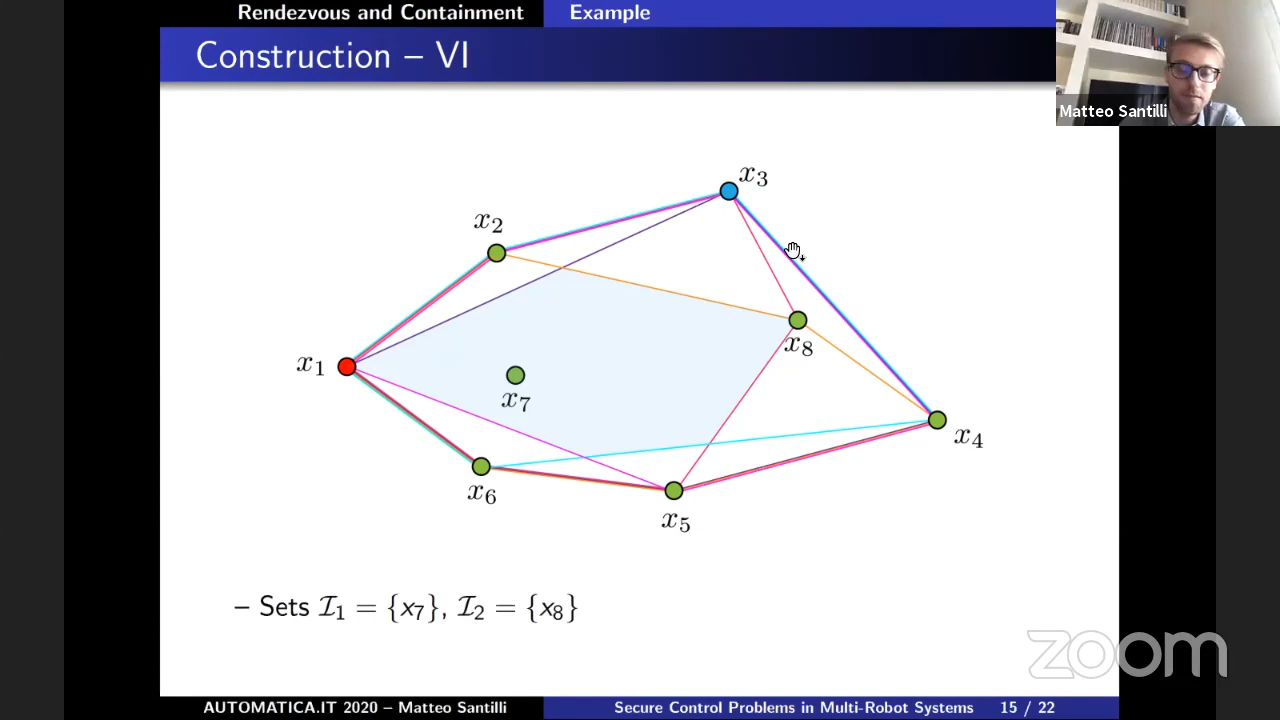 Rendezvous and Containment Example
Construction – VI
Matteo Santilli
x3
x2
x8
x1
x7
x4
x6
x5
– Sets I1 = {x7}, I2 = {x8}
zoom
AUTOMATICA.IT 2020 – Matteo Santilli Secure Control Problems in Multi-Robot Systems 15 / 22